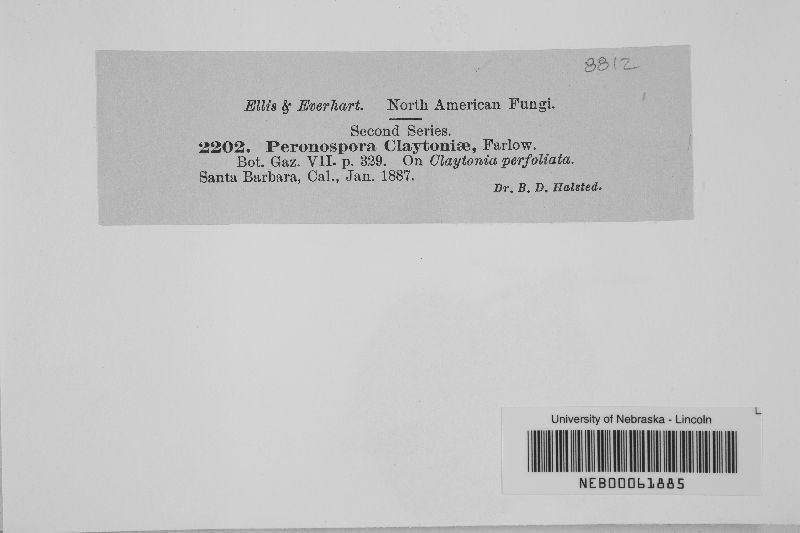 8812
Ellis & Everhart. North American Fungi.
Second Series.
2202. Peronospora Claytoniæ, Farlow.
Bot. Gaz. VII. p. 329. On Claytonia perfoliata.
Santa Barbara, Cal., Jan. 1887.
Dr. B. D. Halsted.
University of Nebraska - Lincoln
NEB00061885